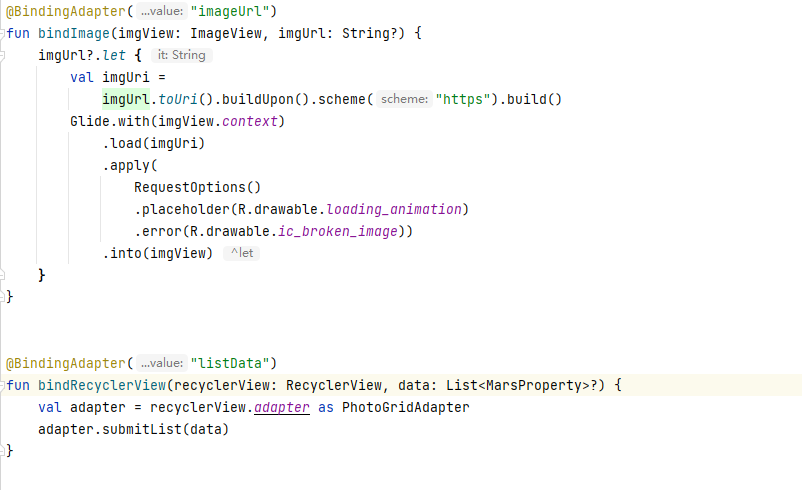 @BindingAdapter( ...value: "imageUrl")
fun bindImage(imgView: ImageView, imgUrl: String?) {
    imgUrl?.let { it: String
        val imgUri =
            imgUrl.toUri().buildUpon().scheme( scheme: "https").build()
        Glide.with(imgView.context)
            .load(imgUri)
            .apply(
                RequestOptions()
                .placeholder(R.drawable.loading_animation)
                .error(R.drawable.ic_broken_image))
            .into(imgView) ^let
    }
}
@BindingAdapter( ...value: "listData")
fun bindRecyclerView(recyclerView: RecyclerView, data: List<MarsProperty>?) {
    val adapter = recyclerView.adapter as PhotoGridAdapter
    adapter.submitList(data)
}